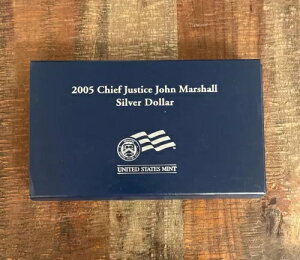 2005 Chief Justice John Marshall
Silver Dollar
UNITED STATES MINT